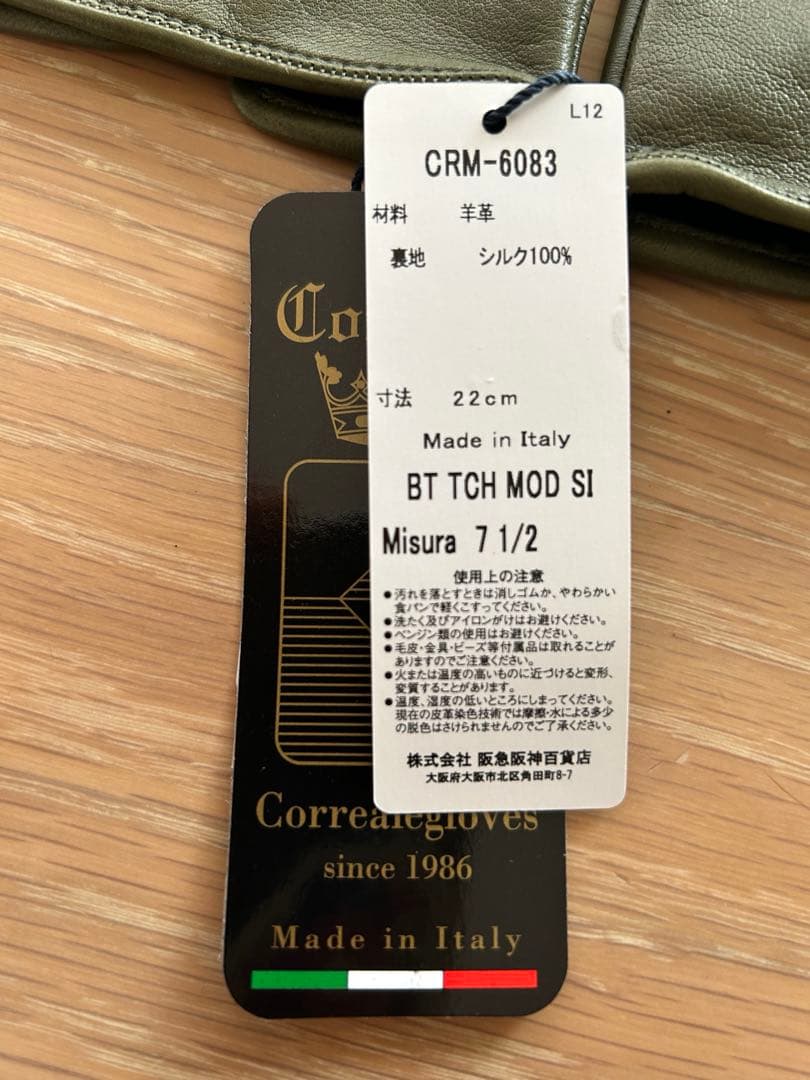 L12
CRM-6083
材料 羊革
裏地 シルク100%
寸法 22cm
Made in Italy
BT TCH MOD SI
Misura 7 1/2
使用上の注意
●汚れを落とすときは消しゴムか、やわらかい
食パンで軽くこすってください。
●洗たく及びアイロンがけはお避けください。
●ベンジン類の使用はお避けください。
●毛皮・金具・ビーズ等付属品は取れることが
ありますのでご注意ください。
●火または温度の高いものに近づけると変形、
変質することがあります。
●温度、湿度の低いところにしまってください。
現在の皮革染色技術では摩擦・水による多少
の脱色はさけられませんのでご了承ください。
株式会社 阪急阪神百貨店
大阪府大阪市北区角田町8-7
Co
Correalegloves
since 1986
Made in Italy